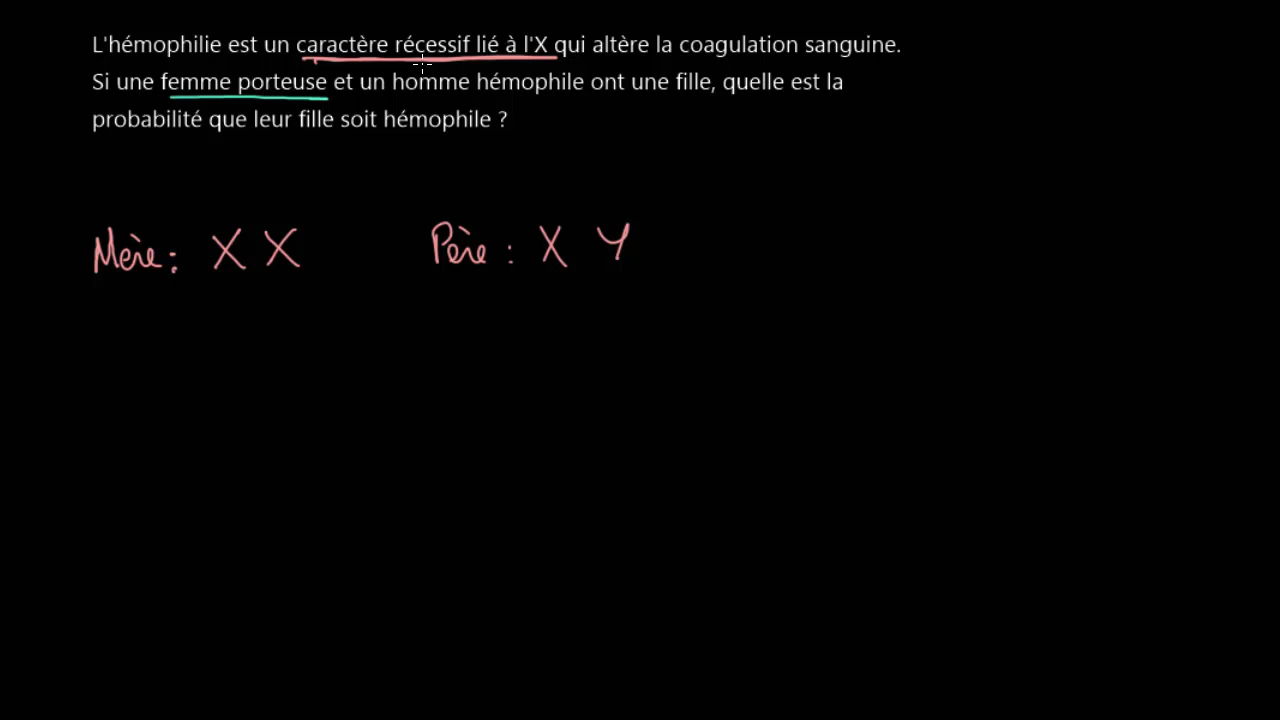 L'hémophilie est un caractère récessif lié à l'X qui altère la coagulation sanguine.
Si une femme porteuse et un homme hémophile ont une fille, quelle est la
probabilité que leur fille soit hémophile ?
Mère : X X Père : X Y